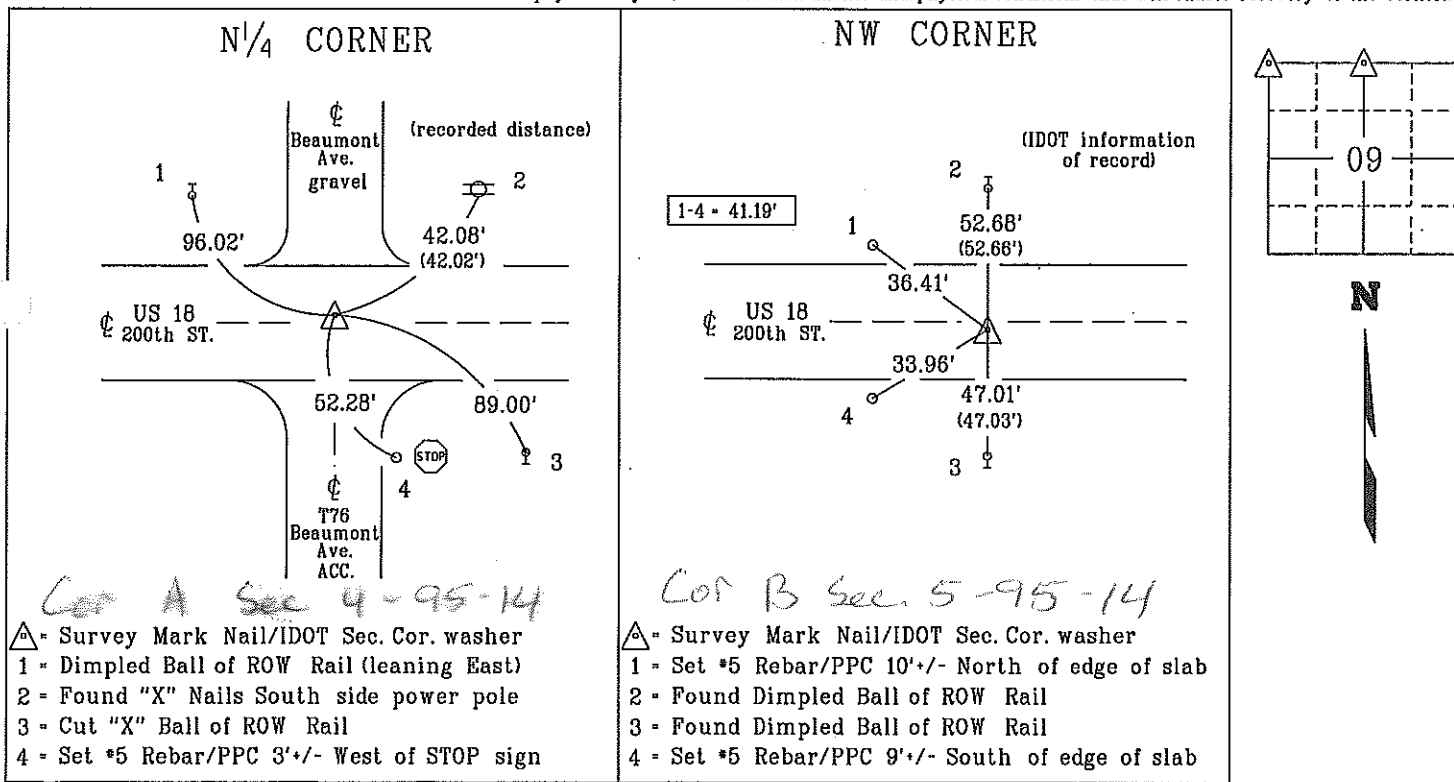 N1/4 CORNER
℄
Beaumont
Ave.
gravel
(recorded distance)
1
2
96.02'
42.08'
(42.02')
℄ US 18
200th ST.
52.28'
89.00'
STOP
3
4
℄
T76
Beaumont
Ave.
ACC.
Cor A Sec 4-95-14
= Survey Mark Nail/IDOT Sec. Cor. washer
1 = Dimpled Ball of ROW Rail (leaning East)
2 = Found "X" Nails South side power pole
3 = Cut "X" Ball of ROW Rail
4 = Set #5 Rebar/PPC 3'+/- West of STOP sign
NW CORNER
(IDOT information
of record)
2
1-4 = 41.19'
1
52.68'
(52.66')
36.41'
℄ US 18
200th ST.
33.96'
47.01'
(47.03')
4
3
Cor B Sec. 5-95-14
= Survey Mark Nail/IDOT Sec. Cor. washer
1 = Set #5 Rebar/PPC 10'+/- North of edge of slab
2 = Found Dimpled Ball of ROW Rail
3 = Found Dimpled Ball of ROW Rail
4 = Set #5 Rebar/PPC 9'+/- South of edge of slab
09
N